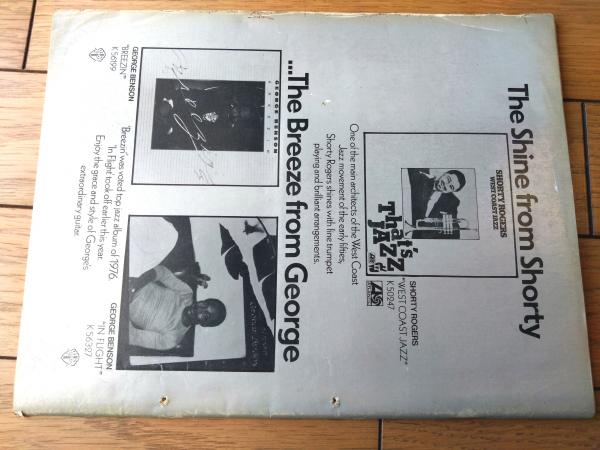 The Shine from Shorty
SHORTY ROGERS
WEST COAST JAZZ
That's
JAZZ
SHORTY ROGERS
"WEST COAST JAZZ"
K 50247
One of the main architects of the West Coast
Jazz movement of the early fifties,
Shorty Rogers shines with fine trumpet
playing and brilliant arrangements.
...The Breeze from George
GEORGE BENSON
BREEZIN'
GEORGE BENSON
"BREEZIN'"
K 56199
'Breezin' was voted top jazz album of 1976.
'In Flight' took off earlier this year.
Enjoy the grace and style of George's
extraordinary guitar.
GEORGE BENSON
"IN FLIGHT"
K 56327